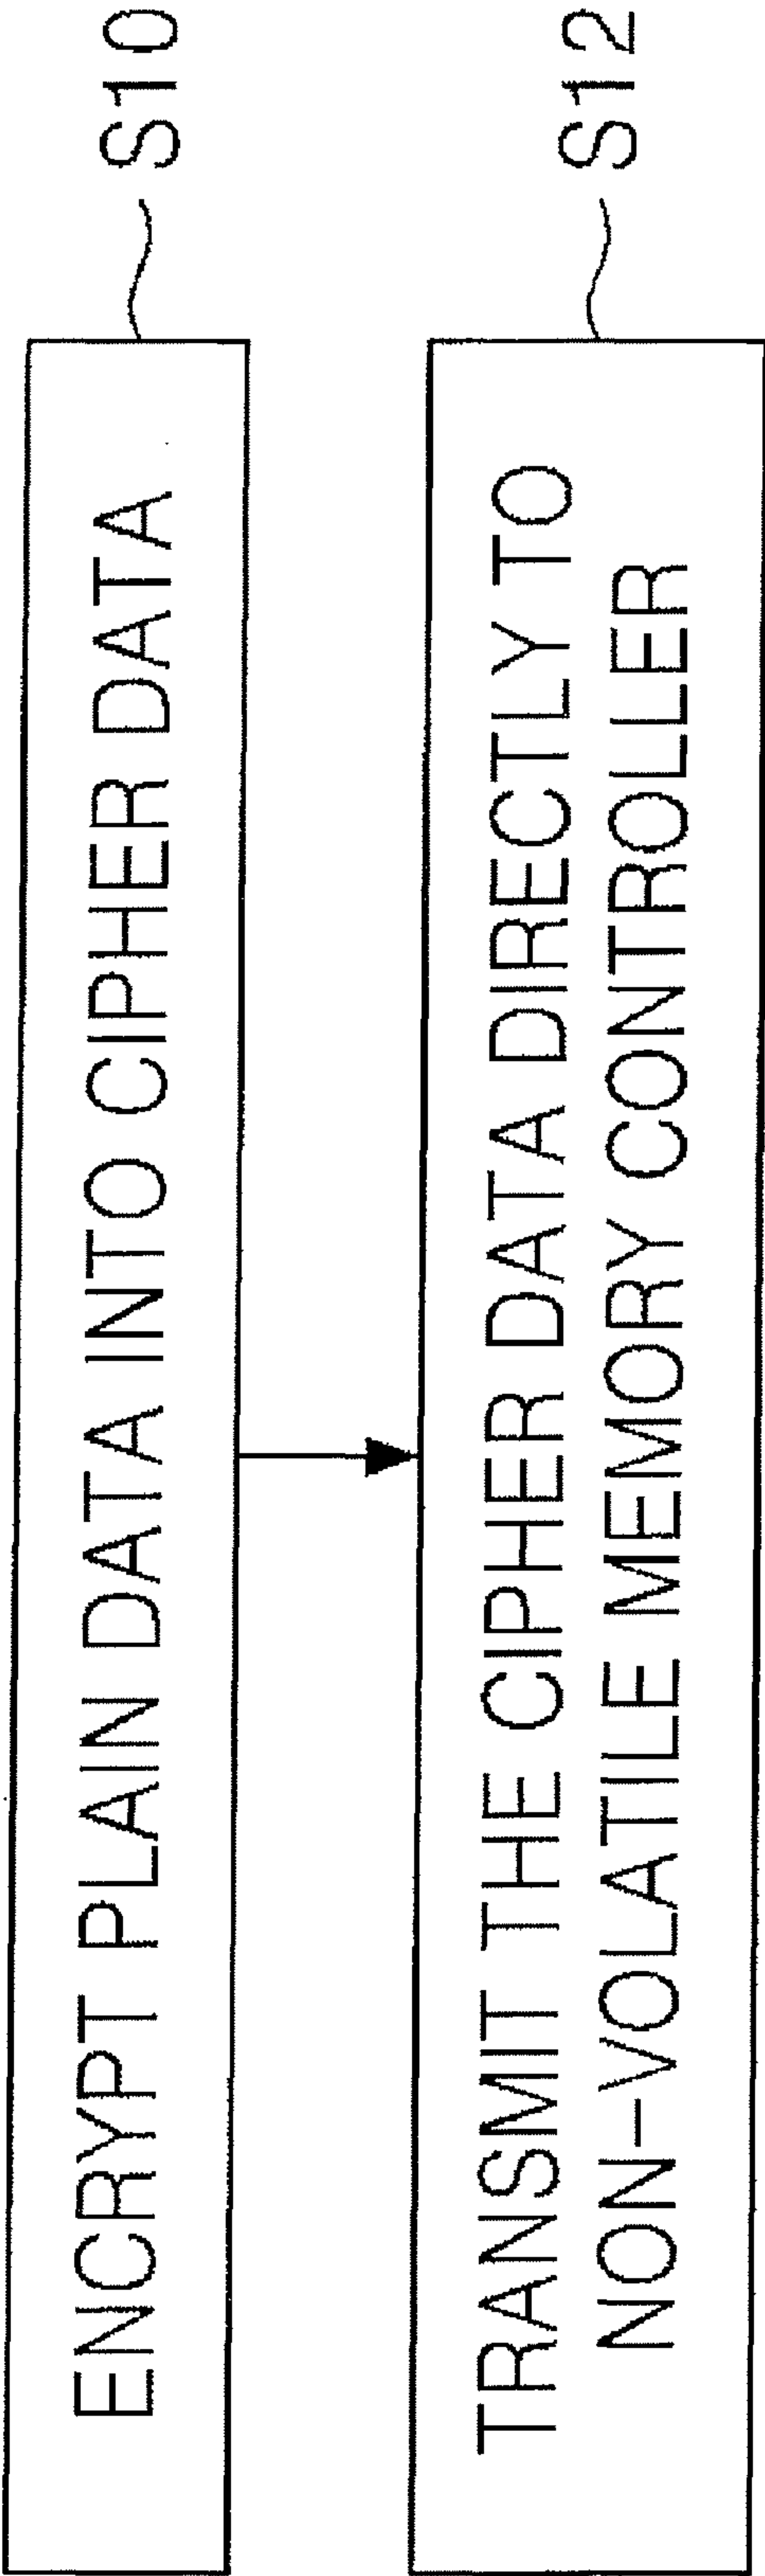 ENCRYPT PLAIN DATA INTO CIPHER DATA
S10
TRANSMIT THE CIPHER DATA DIRECTLY TO
NON-VOLATILE MEMORY CONTROLLER
S12